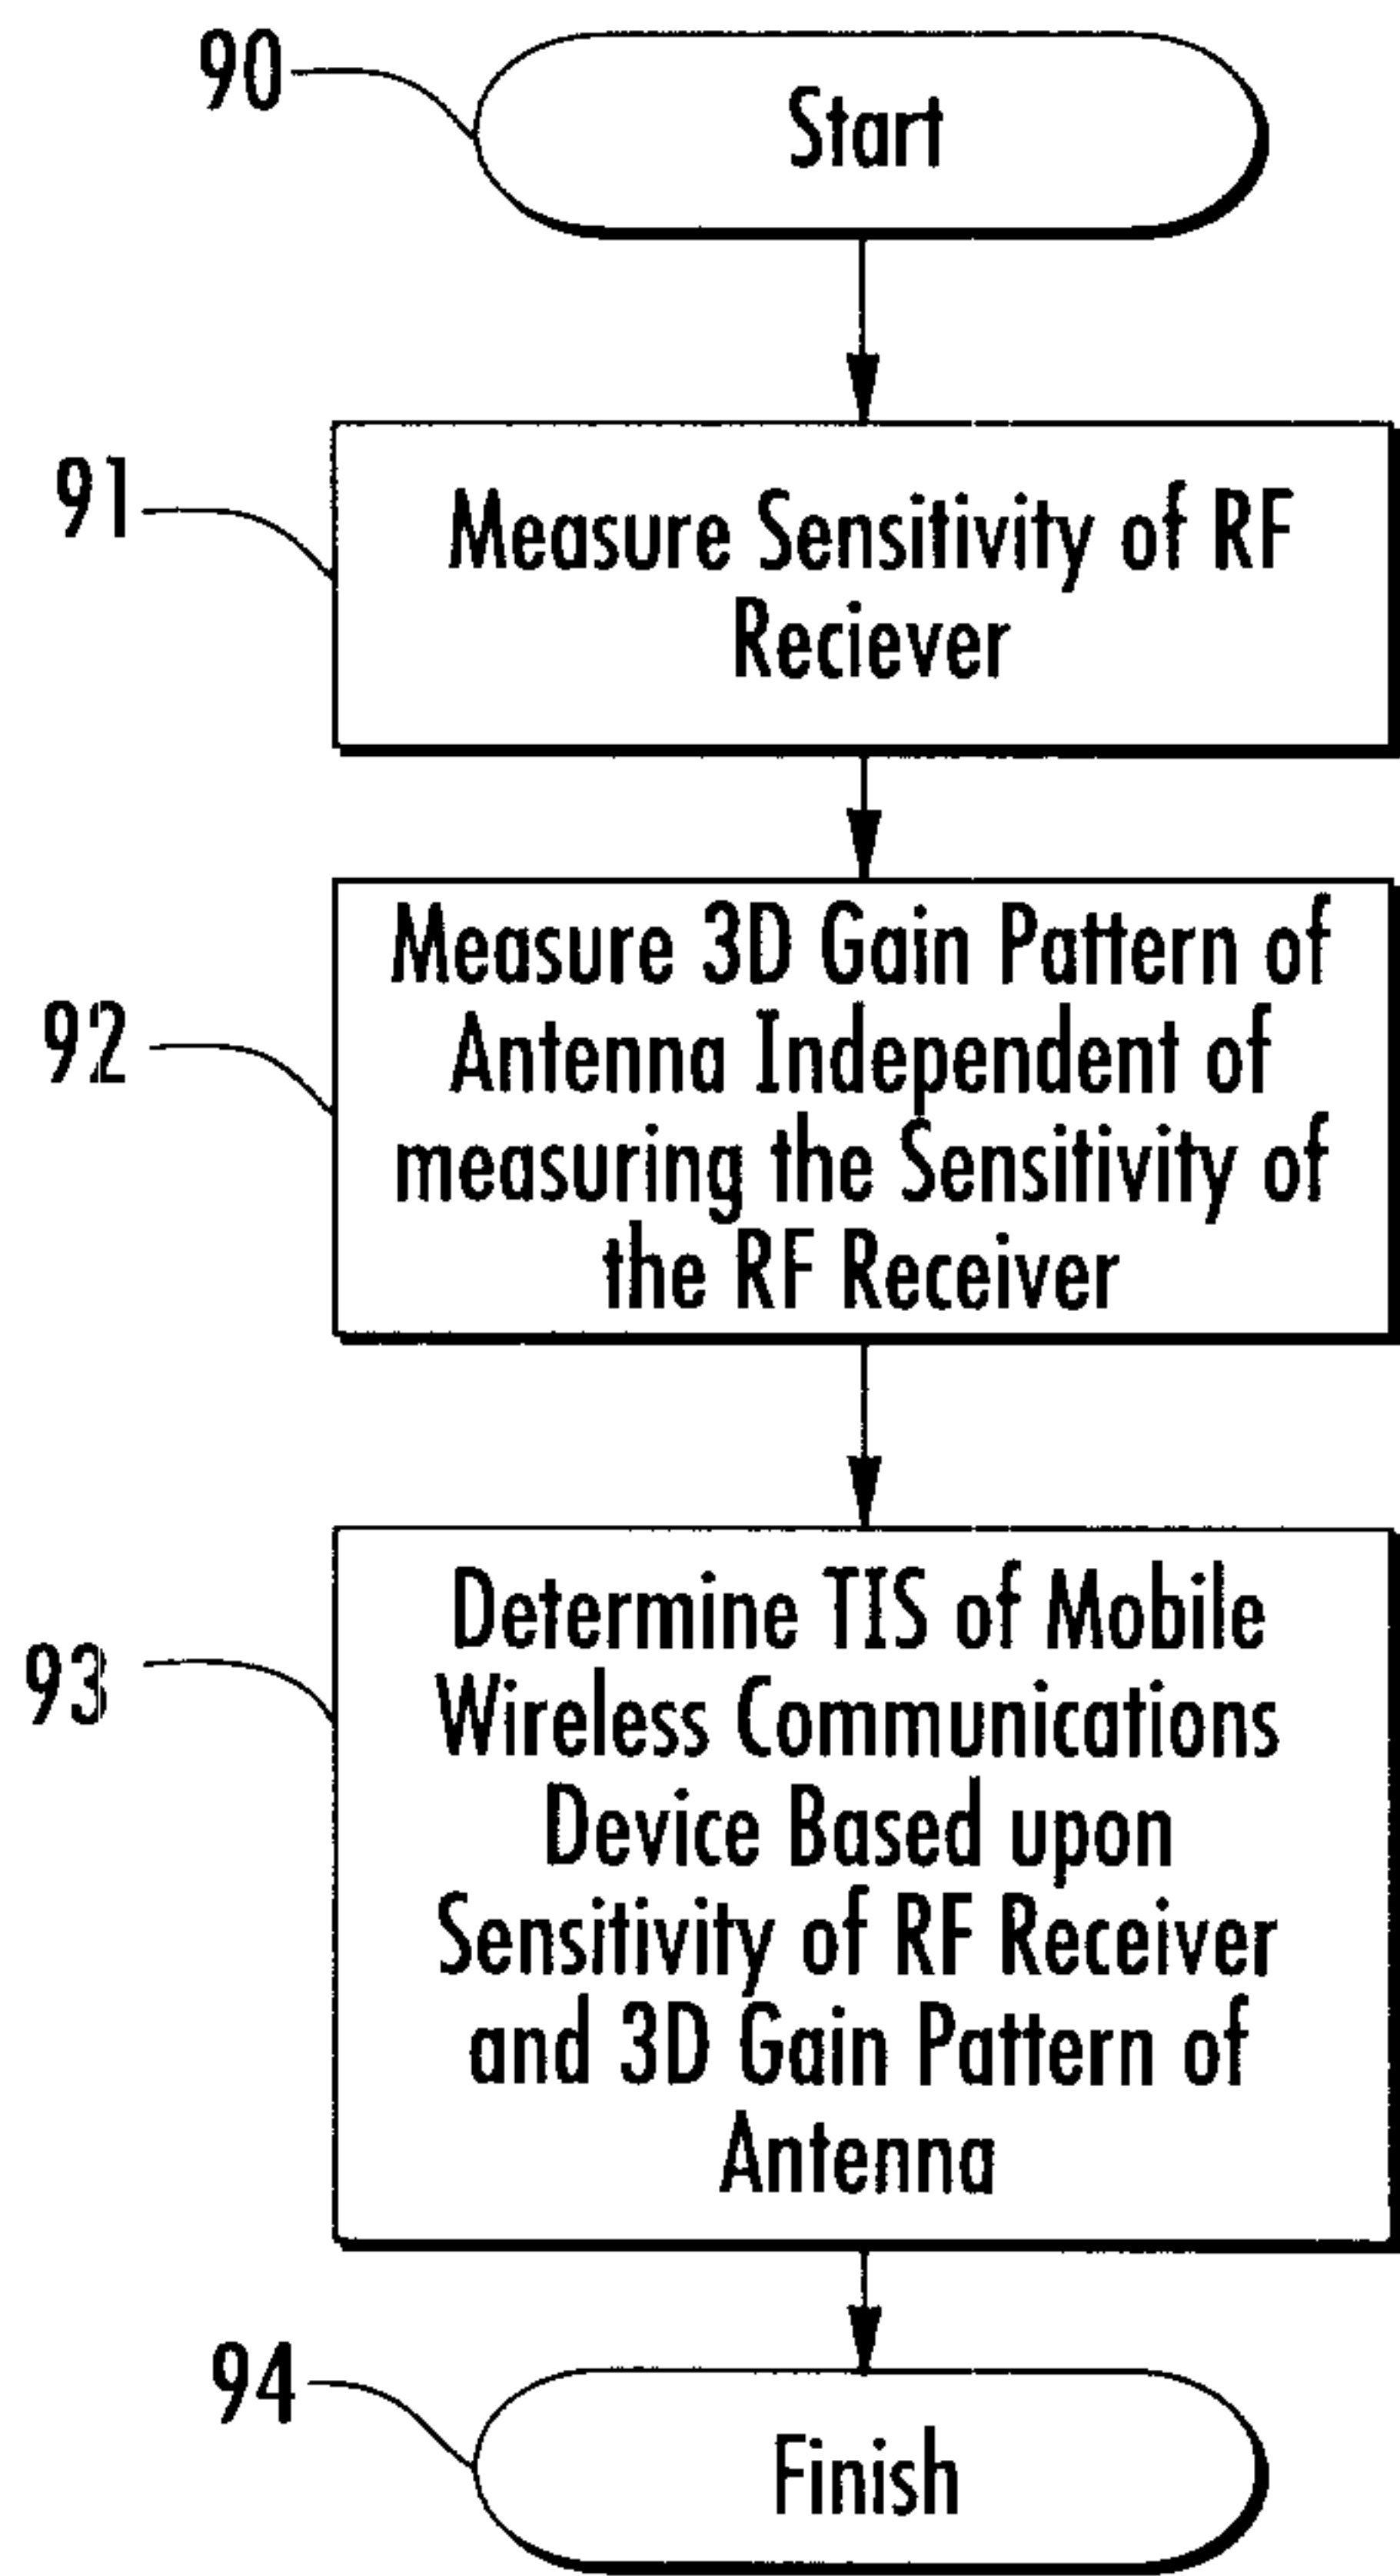 90
Start
91
Measure Sensitivity of RF
Reciever
92
Measure 3D Gain Pattern of
Antenna Independent of
measuring the Sensitivity of
the RF Receiver
93
Determine TIS of Mobile
Wireless Communications
Device Based upon
Sensitivity of RF Receiver
and 3D Gain Pattern of
Antenna
94
Finish